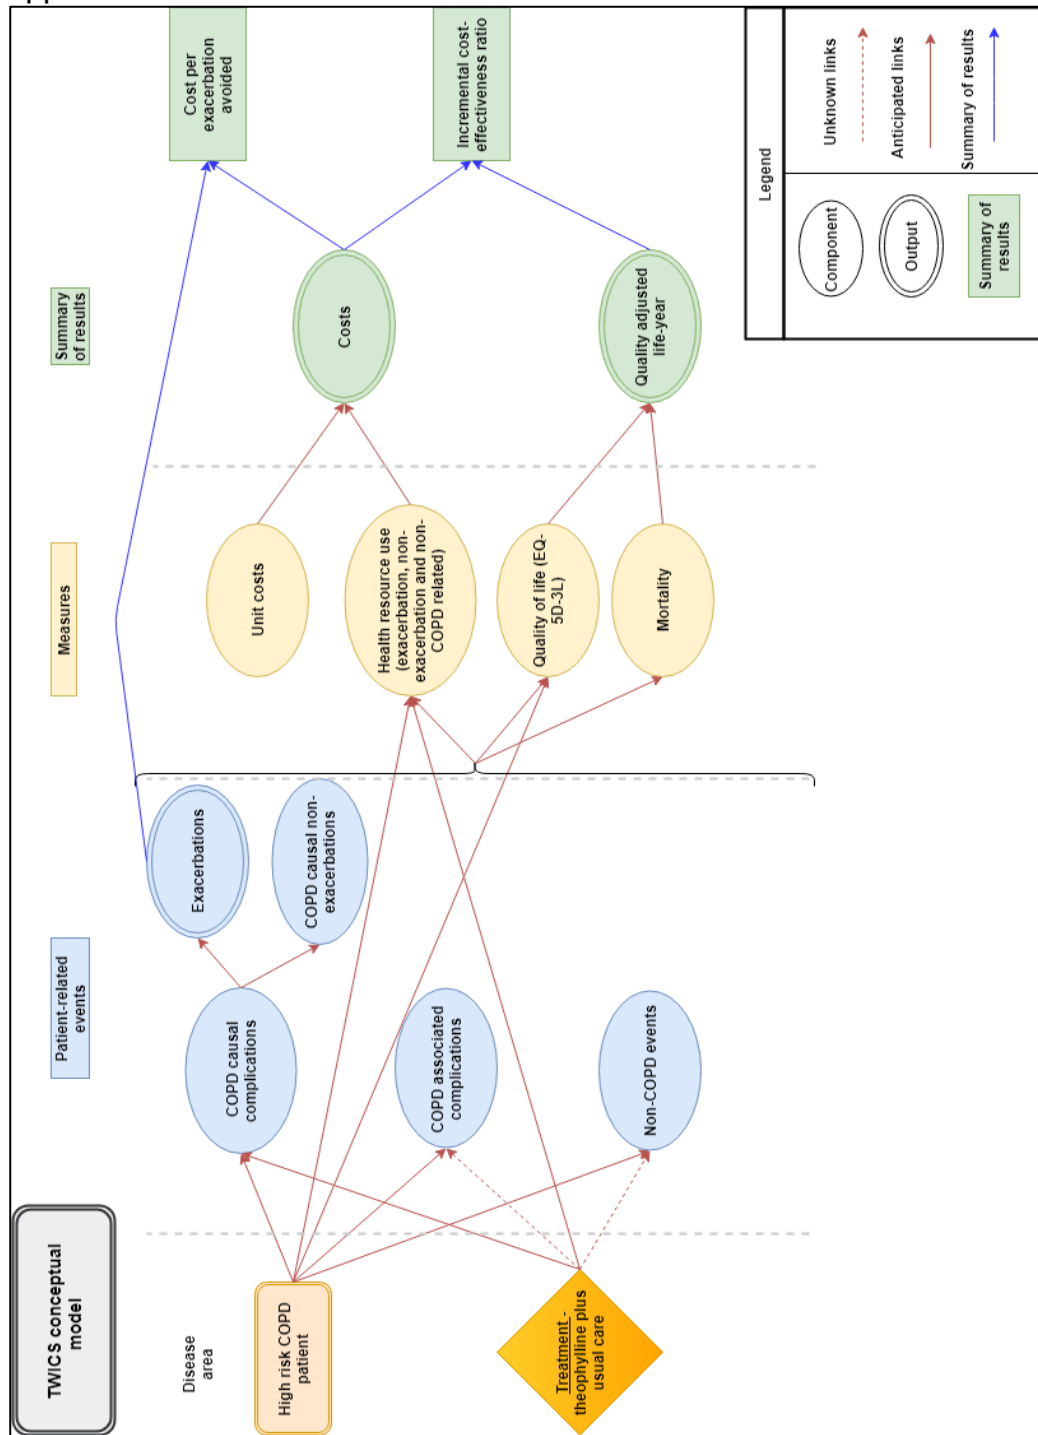 TWICS conceptual
model
Disease
area
High risk COPD
patient
Treatment -
theophylline plus
usual care
Patient-related
events
COPD causal
complications
COPD associated
complications
Non-COPD events
Exacerbations
COPD causal non-
exacerbations
Measures
Unit costs
Health resource use
(exacerbation, non-
exacerbation and non-
COPD related)
Quality of life (EQ-
5D-3L)
Mortality
Summary
of results
Costs
Quality adjusted
life-year
Cost per
exacerbation
avoided
Incremental cost-
effectiveness ratio
Legend
Component
Output
Summary of
results
Unknown links
Anticipated links
Summary of results